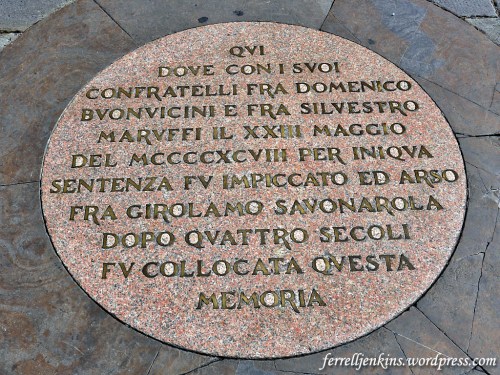 QVI
DOVE CON I SVOI
CONFRATELLI FRA DOMENICO
BVONVICINI E FRA SILVESTRO
MARVFFI IL XXIII MAGGIO
DEL MCCCCXCVIII PER INIQVA
SENTENZA FV IMPICCATO ED ARSO
FRA GIROLAMO SAVONAROLA
DOPO QVATTRO SECOLI
FV COLLOCATA QVESTA
MEMORIA
ferrelljenkins.wordpress.com